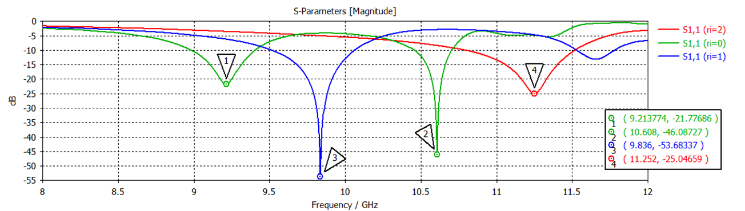 S-Parameters [Magnitude]
0
-5
-10
-15
-20
-25
-30
-35
-40
-45
-50
-55
dB
8
8.5
9
9.5
10
10.5
11
11.5
12
Frequency / GHz
S1,1 (ri=2)
S1,1 (ri=0)
S1,1 (ri=1)
1
2
3
4
1 ( 9.213774, -21.77686 )
2 ( 10.608, -46.08727 )
3 ( 9.836, -53.68337 )
4 ( 11.252, -25.04659 )